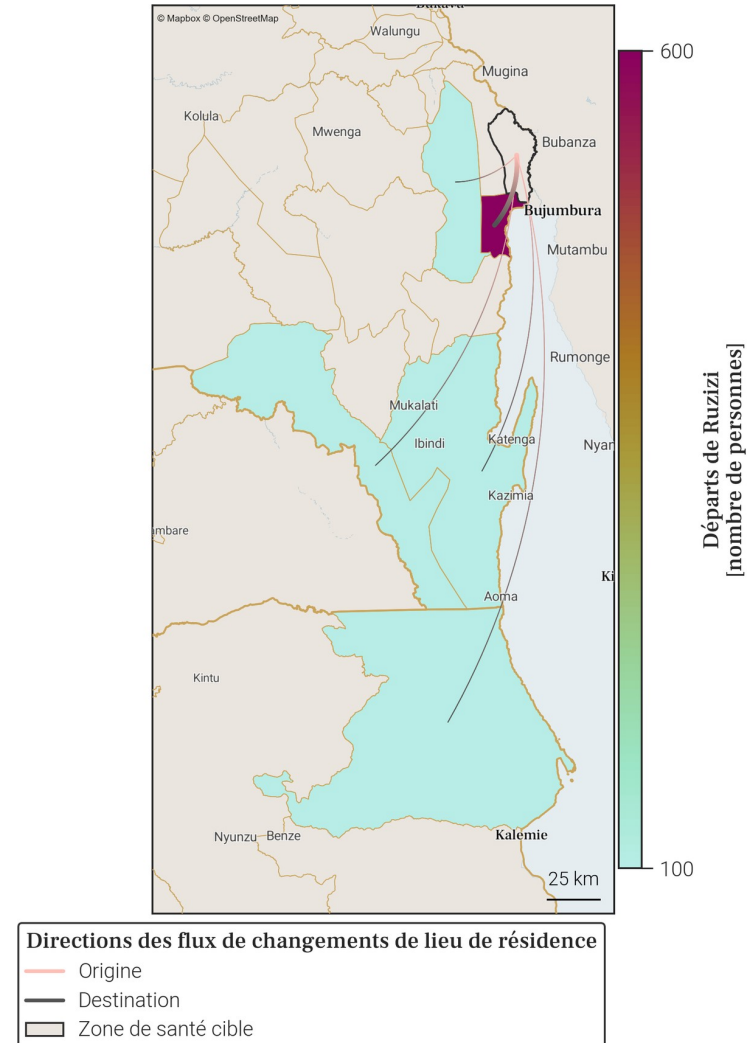 © Mapbox © OpenStreetMap
Walungu
Mugina
Kolula
Mwenga
Bubanza
Bujumbura
Mutambu
Rumonge
Mukalati
Ibindi
Katenga
Nyan
Kazimia
mbare
Ki
Aoma
Kintu
Nyunzu
Benze
Kalemie
25 km
600
100
Départs de Ruzizi
[nombre de personnes]
Directions des flux de changements de lieu de résidence
Origine
Destination
Zone de santé cible